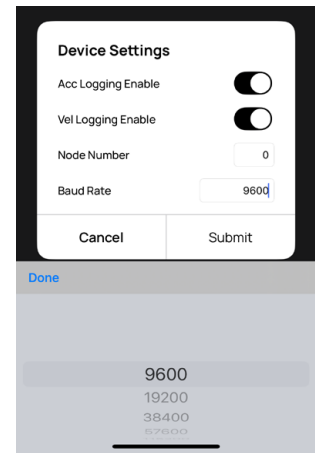 Device Settings
Acc Logging Enable
Vel Logging Enable
Node Number 0
Baud Rate 9600
Cancel Submit
Done
9600
19200
38400
57600